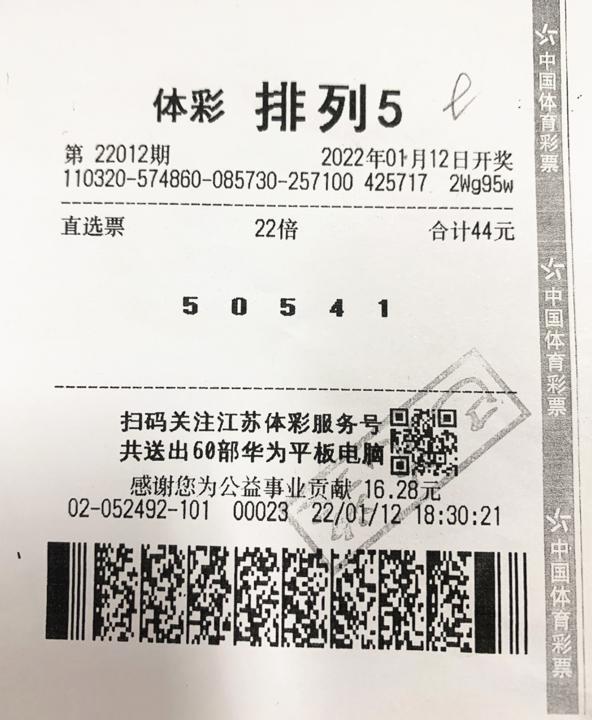 体彩 排列5
第 22012期 2022年01月12日开奖
110320-574860-085730-257100 425717 2Wg95w
直选票 22倍 合计44元
5 0 5 4 1
扫码关注江苏体彩服务号
共送出60部华为平板电脑
感谢您为公益事业贡献 16.28元
02-052492-101 00023 22/01/12 18:30:21
中国体育彩票
中国体育彩票
中国体育彩票